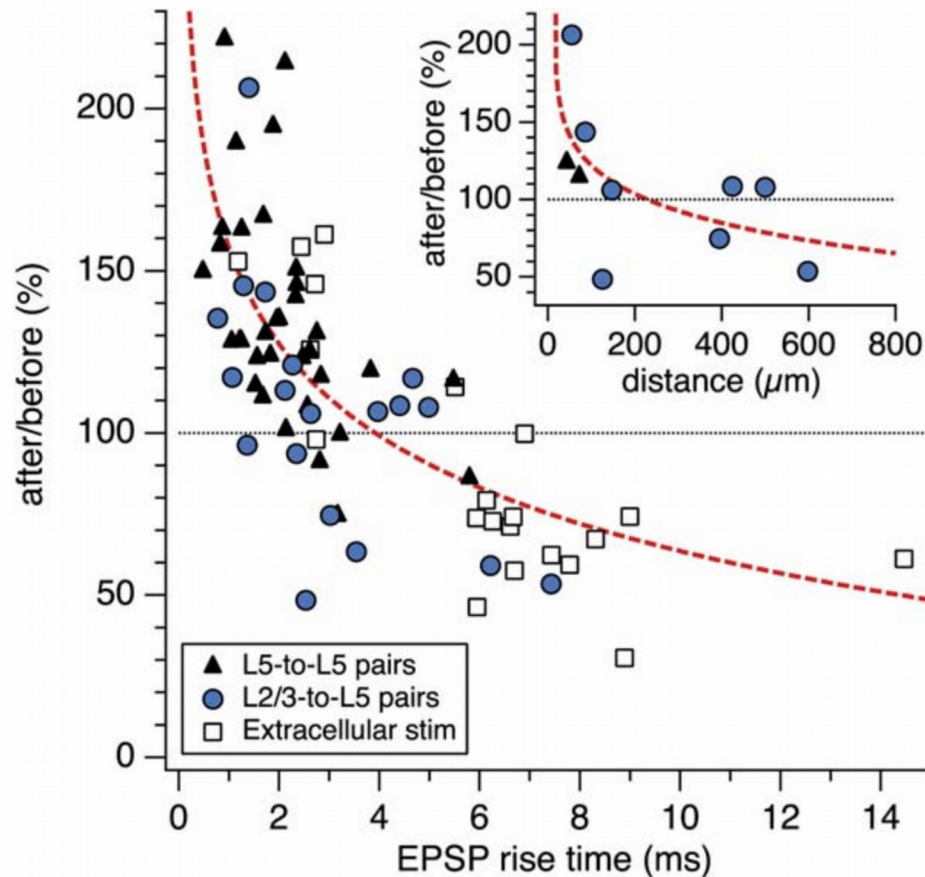 after/before (%)
200
150
100
50
0
0 2 4 6 8 10 12 14
EPSP rise time (ms)
L5-to-L5 pairs
L2/3-to-L5 pairs
Extracellular stim
after/before (%)
200
150
100
50
0 200 400 600 800
distance (µm)